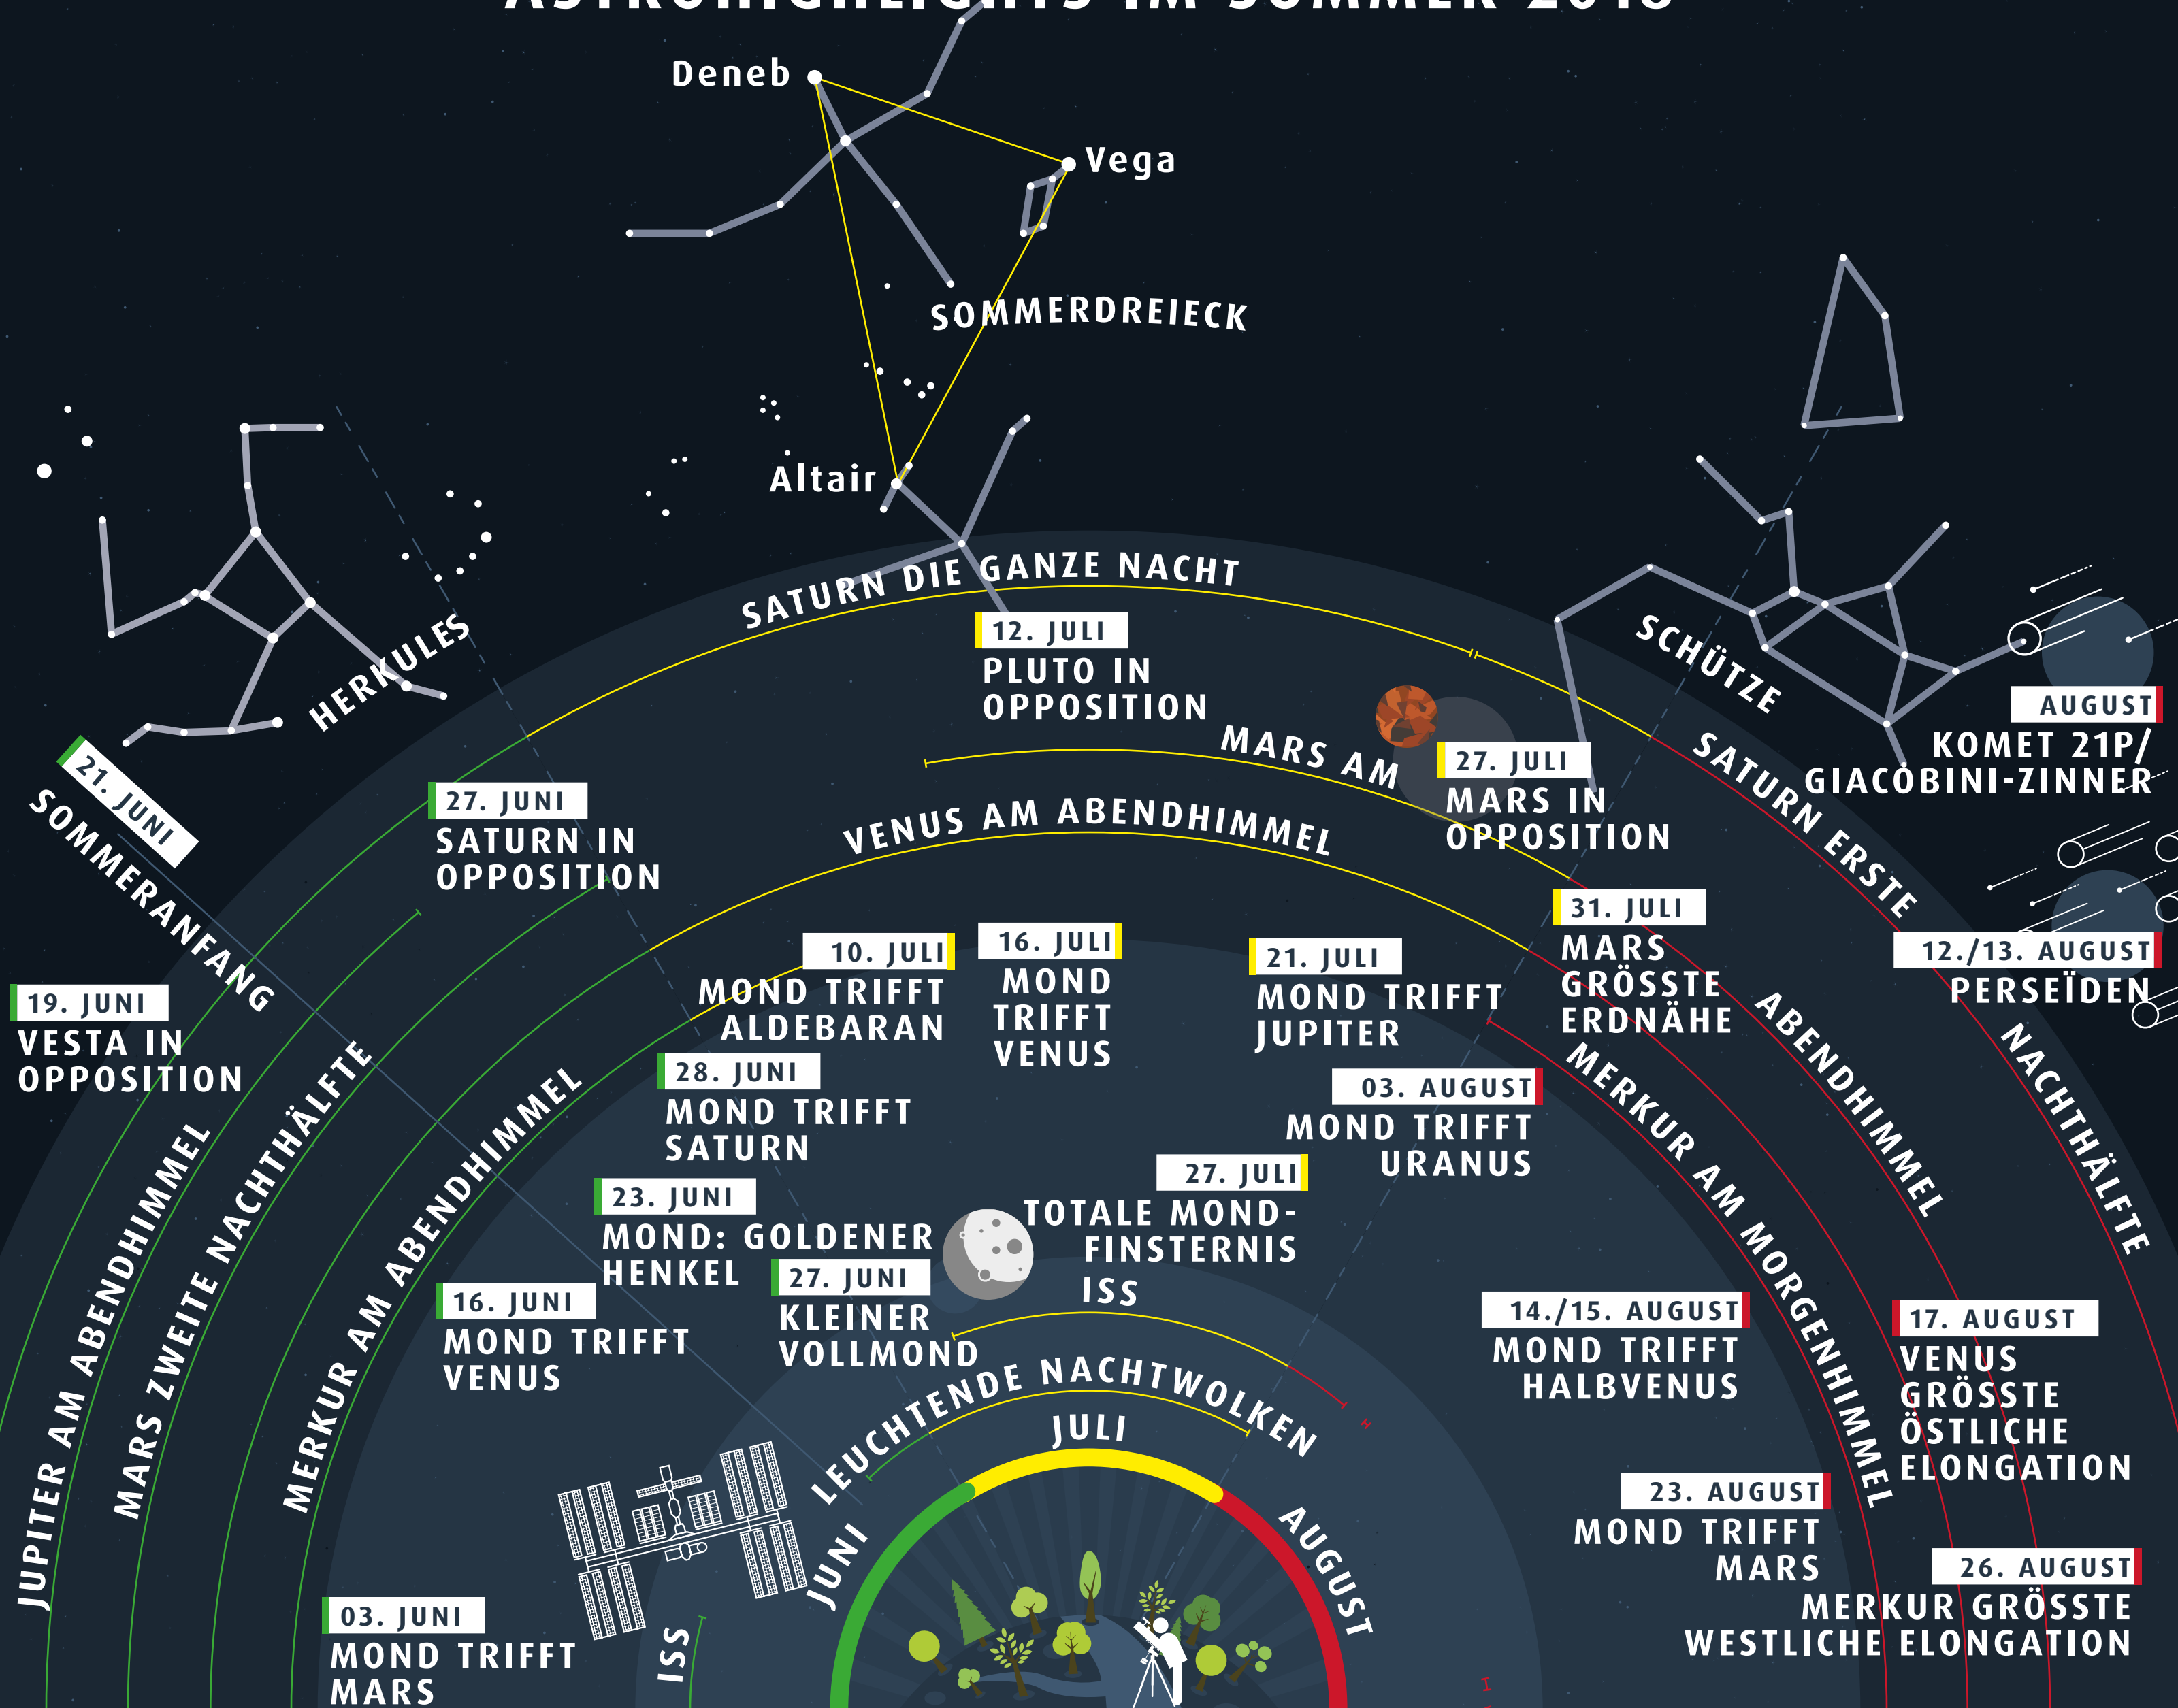 ASTROHIGHLIGHTS IM SOMMER 2018
Deneb
Vega
SOMMERDREIECK
Altair
HERKULES
SCHÜTZE
SATURN DIE GANZE NACHT
12. JULI
PLUTO IN
OPPOSITION
MARS AM
27. JULI
MARS IN
OPPOSITION
AUGUST
KOMET 21P/
GIACOBINI-ZINNER
SATURN ERSTE
NACHTHÄLFTE
21. JUNI
SOMMERANFANG
27. JUNI
SATURN IN
OPPOSITION
VENUS AM ABENDHIMMEL
31. JULI
MARS
GRÖSSTE
ERDNÄHE
ABENDHIMMEL
12./13. AUGUST
PERSEÏDEN
19. JUNI
VESTA IN
OPPOSITION
10. JULI
MOND TRIFFT
ALDEBARAN
16. JULI
MOND
TRIFFT
VENUS
21. JULI
MOND TRIFFT
JUPITER
28. JUNI
MOND TRIFFT
SATURN
03. AUGUST
MOND TRIFFT
URANUS
MERKUR AM MORGENHIMMEL
JUPITER AM ABENDHIMMEL
MARS ZWEITE NACHTHÄLFTE
MERKUR AM ABENDHIMMEL
23. JUNI
MOND: GOLDENER
HENKEL
27. JULI
TOTALE MOND-
FINSTERNIS
27. JUNI
KLEINER
VOLLMOND
16. JUNI
MOND TRIFFT
VENUS
ISS
14./15. AUGUST
MOND TRIFFT
HALBVENUS
17. AUGUST
VENUS
GRÖSSTE
ÖSTLICHE
ELONGATION
LEUCHTENDE NACHTWOLKEN
JULI
JUNI
AUGUST
23. AUGUST
MOND TRIFFT
MARS
26. AUGUST
MERKUR GRÖSSTE
WESTLICHE ELONGATION
03. JUNI
MOND TRIFFT
MARS
ISS